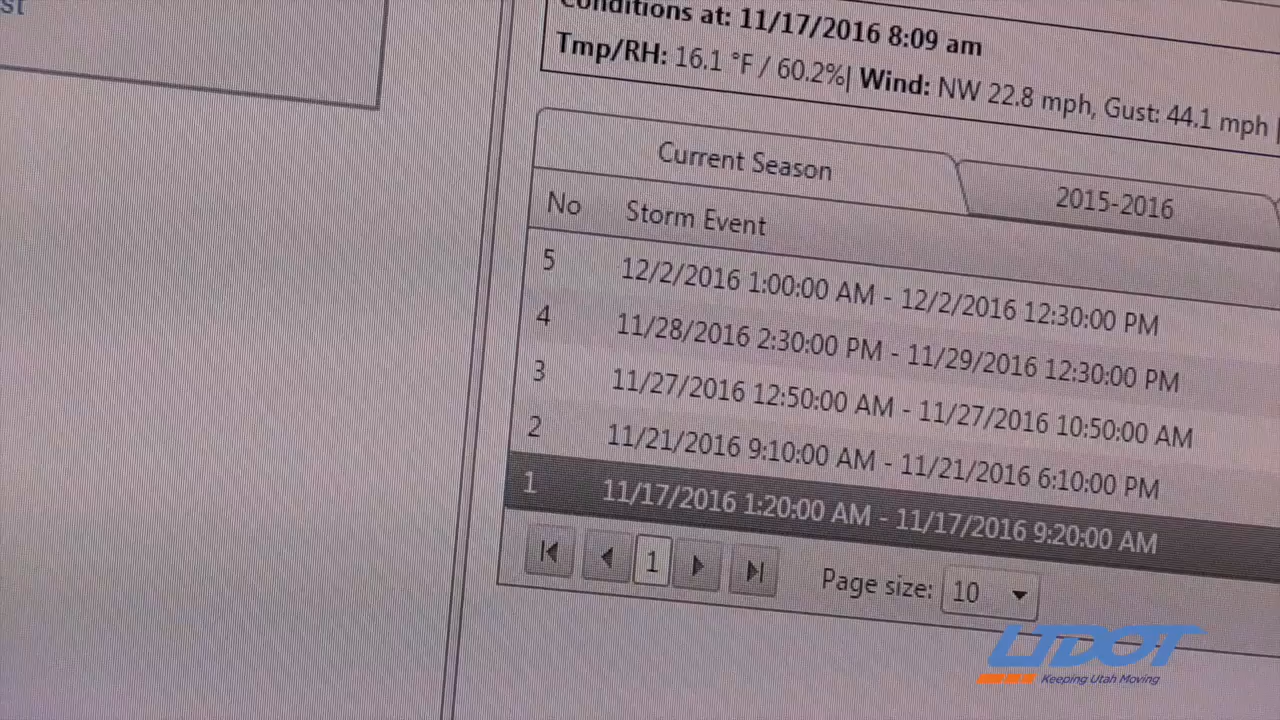 st
Conditions at: 11/17/2016 8:09 am
Tmp/RH: 16.1 °F / 60.2%| Wind: NW 22.8 mph, Gust: 44.1 mph |
Current Season
2015-2016
No Storm Event
5 12/2/2016 1:00:00 AM - 12/2/2016 12:30:00 PM
4 11/28/2016 2:30:00 PM - 11/29/2016 12:30:00 PM
3 11/27/2016 12:50:00 AM - 11/27/2016 10:50:00 AM
2 11/21/2016 9:10:00 AM - 11/21/2016 6:10:00 PM
1 11/17/2016 1:20:00 AM - 11/17/2016 9:20:00 AM
1 Page size: 10
UDOT
Keeping Utah Moving